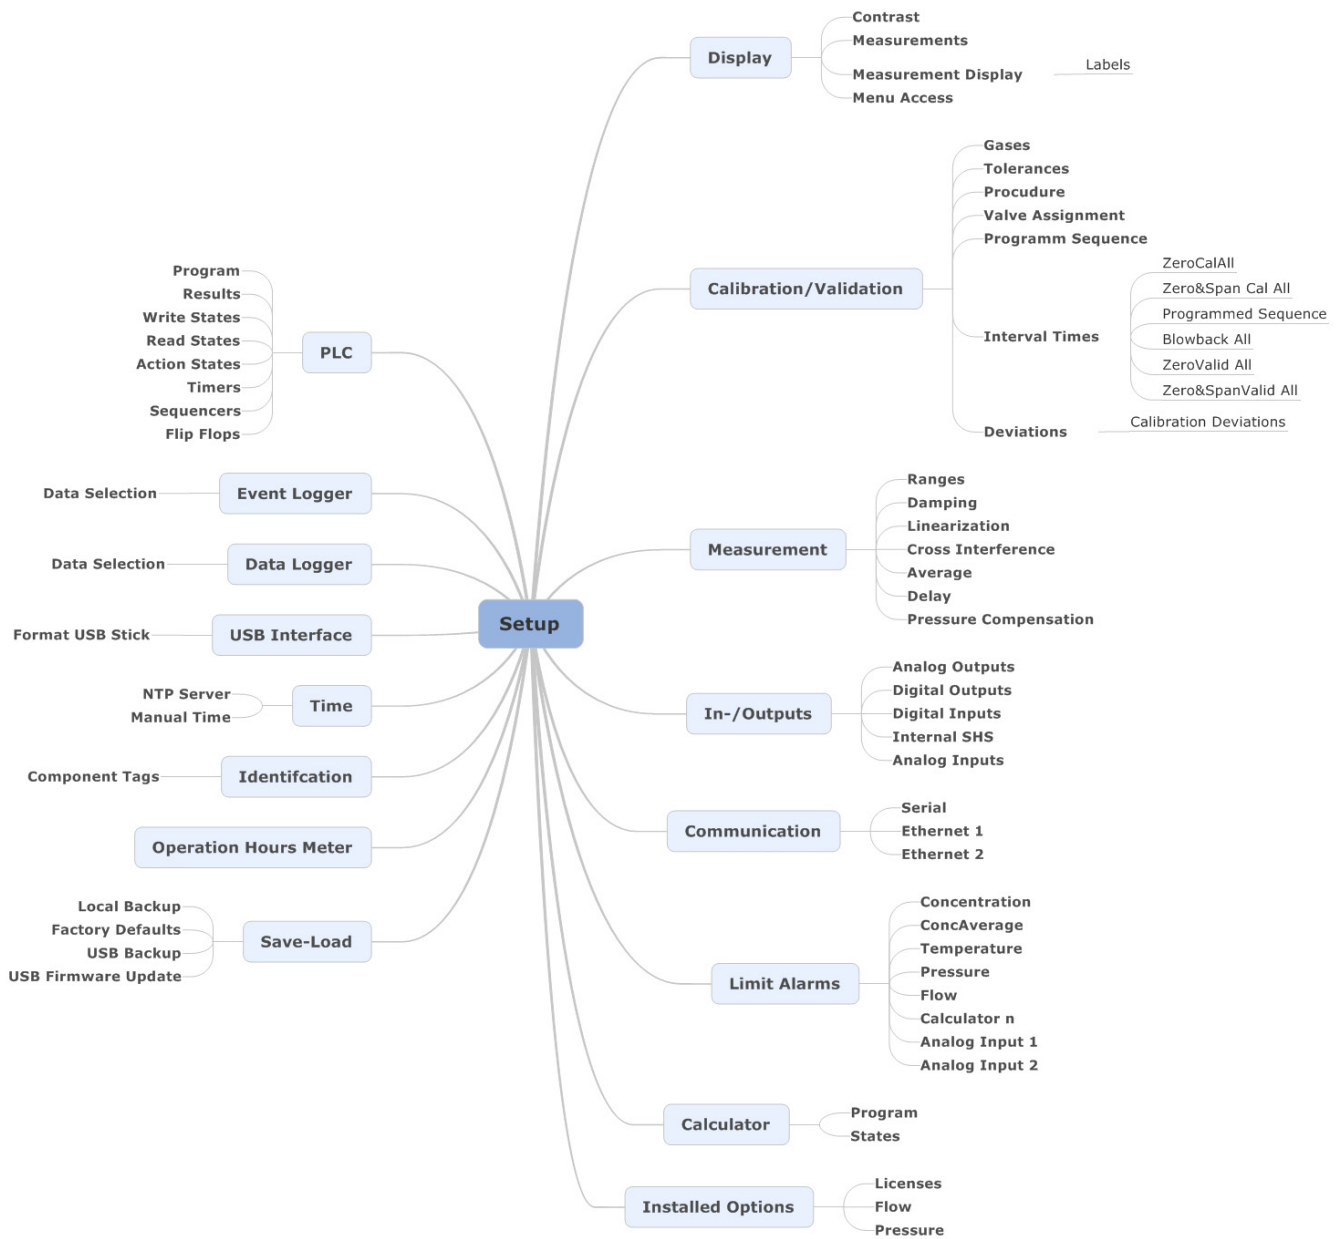 Setup
Display
Contrast
Measurements
Measurement Display
Labels
Menu Access
Calibration/Validation
Gases
Tolerances
Procudure
Valve Assignment
Programm Sequence
Interval Times
ZeroCalAll
Zero&Span Cal All
Programmed Sequence
Blowback All
ZeroValid All
Zero&SpanValid All
Deviations
Calibration Deviations
Measurement
Ranges
Damping
Linearization
Cross Interference
Average
Delay
Pressure Compensation
In-/Outputs
Analog Outputs
Digital Outputs
Digital Inputs
Internal SHS
Analog Inputs
Communication
Serial
Ethernet 1
Ethernet 2
Limit Alarms
Concentration
ConcAverage
Temperature
Pressure
Flow
Calculator n
Analog Input 1
Analog Input 2
Calculator
Program
States
Installed Options
Licenses
Flow
Pressure
PLC
Program
Results
Write States
Read States
Action States
Timers
Sequencers
Flip Flops
Event Logger
Data Selection
Data Logger
Data Selection
USB Interface
Format USB Stick
Time
NTP Server
Manual Time
Identifcation
Component Tags
Operation Hours Meter
Save-Load
Local Backup
Factory Defaults
USB Backup
USB Firmware Update